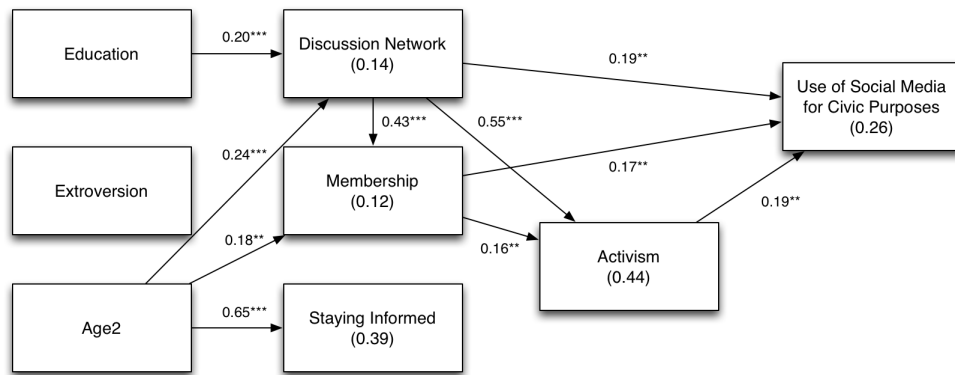 Education
0.20***
Discussion Network
(0.14)
0.19**
Use of Social Media
for Civic Purposes
(0.26)
0.43***
0.55***
0.24***
Extroversion
Membership
(0.12)
0.17**
0.18**
0.16**
0.19**
Activism
(0.44)
Age2
0.65***
Staying Informed
(0.39)